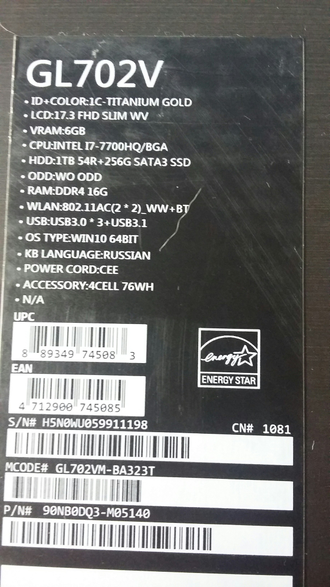 GL702V
• ID+COLOR:1C-TITANIUM GOLD
• LCD:17.3 FHD SLIM WV
• VRAM:6GB
• CPU:INTEL I7-7700HQ/BGA
• HDD:1TB 54R+256G SATA3 SSD
• ODD:WO ODD
• RAM:DDR4 16G
• WLAN:802.11AC(2 * 2)_WW+BT
• USB:USB3.0 * 3+USB3.1
• OS TYPE:WIN10 64BIT
• KB LANGUAGE:RUSSIAN
• POWER CORD:CEE
• ACCESSORY:4CELL 76WH
• N/A
UPC
8 89349 74508 3
energy
ENERGY STAR
EAN
4 712900 745085
S/N# H5N0WU059911198
CN# 1081
MCODE# GL702VM-BA323T
P/N# 90NB0DQ3-M05140